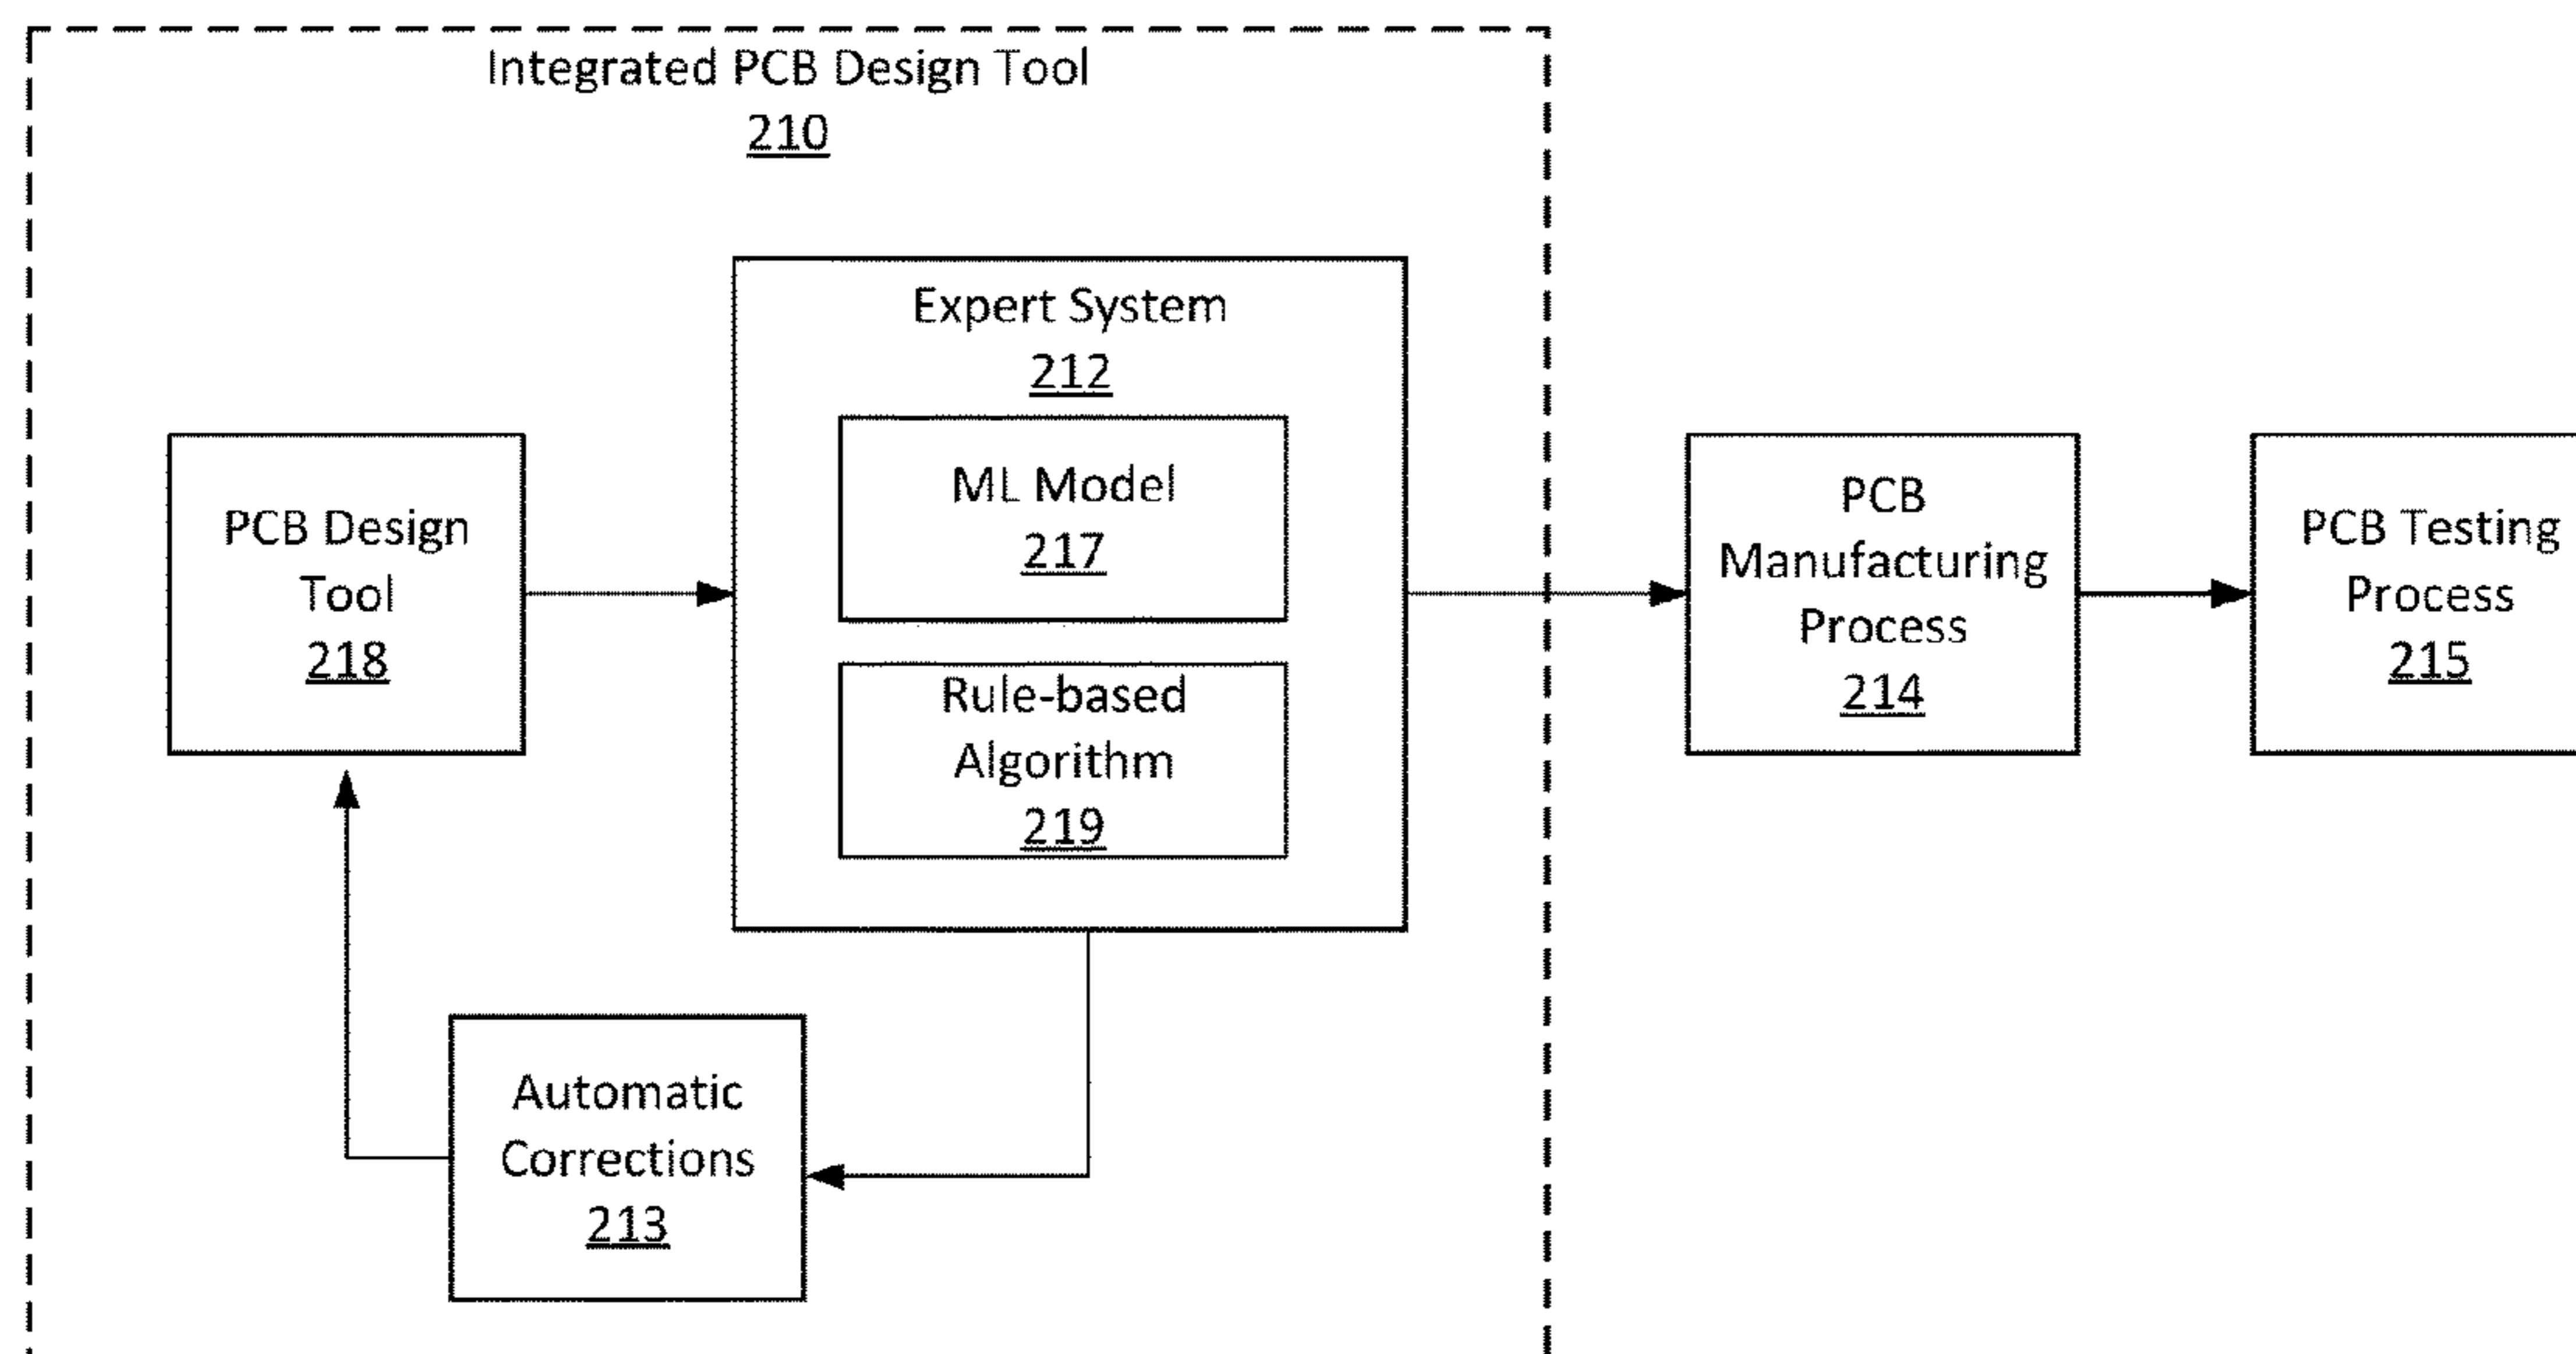 Integrated PCB Design Tool
210
Expert System
212
ML Model
217
Rule-based
Algorithm
219
PCB Design
Tool
218
Automatic
Corrections
213
PCB
Manufacturing
Process
214
PCB Testing
Process
215